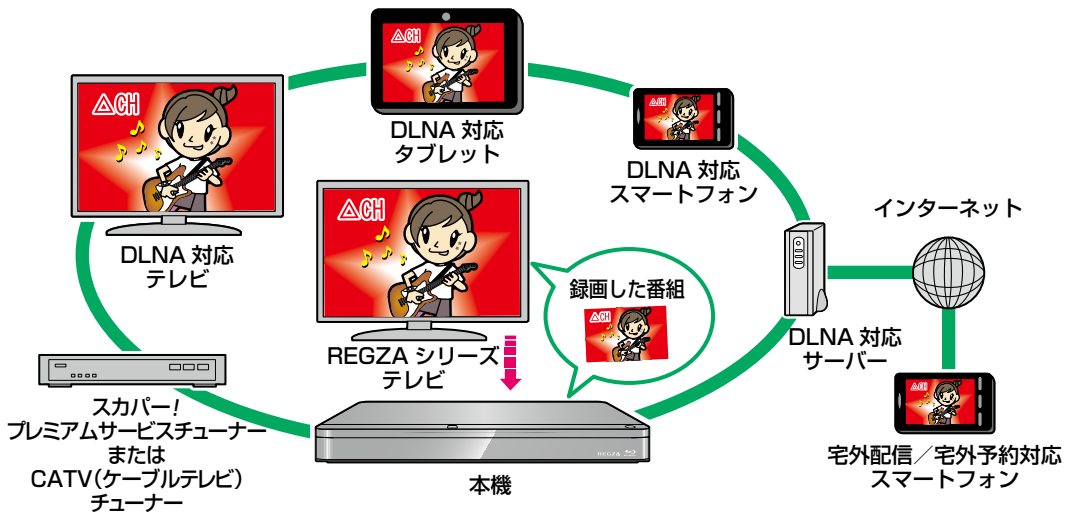 △CH
DLNA 対応
タブレット
△CH
DLNA 対応
テレビ
△CH
DLNA 対応
スマートフォン
△CH
REGZA シリーズ
テレビ
録画した番組
△CH
インターネット
DLNA 対応
サーバー
スカパー!
プレミアムサービスチューナー
または
CATV(ケーブルテレビ)
チューナー
REGZA
本機
△CH
宅外配信／宅外予約対応
スマートフォン